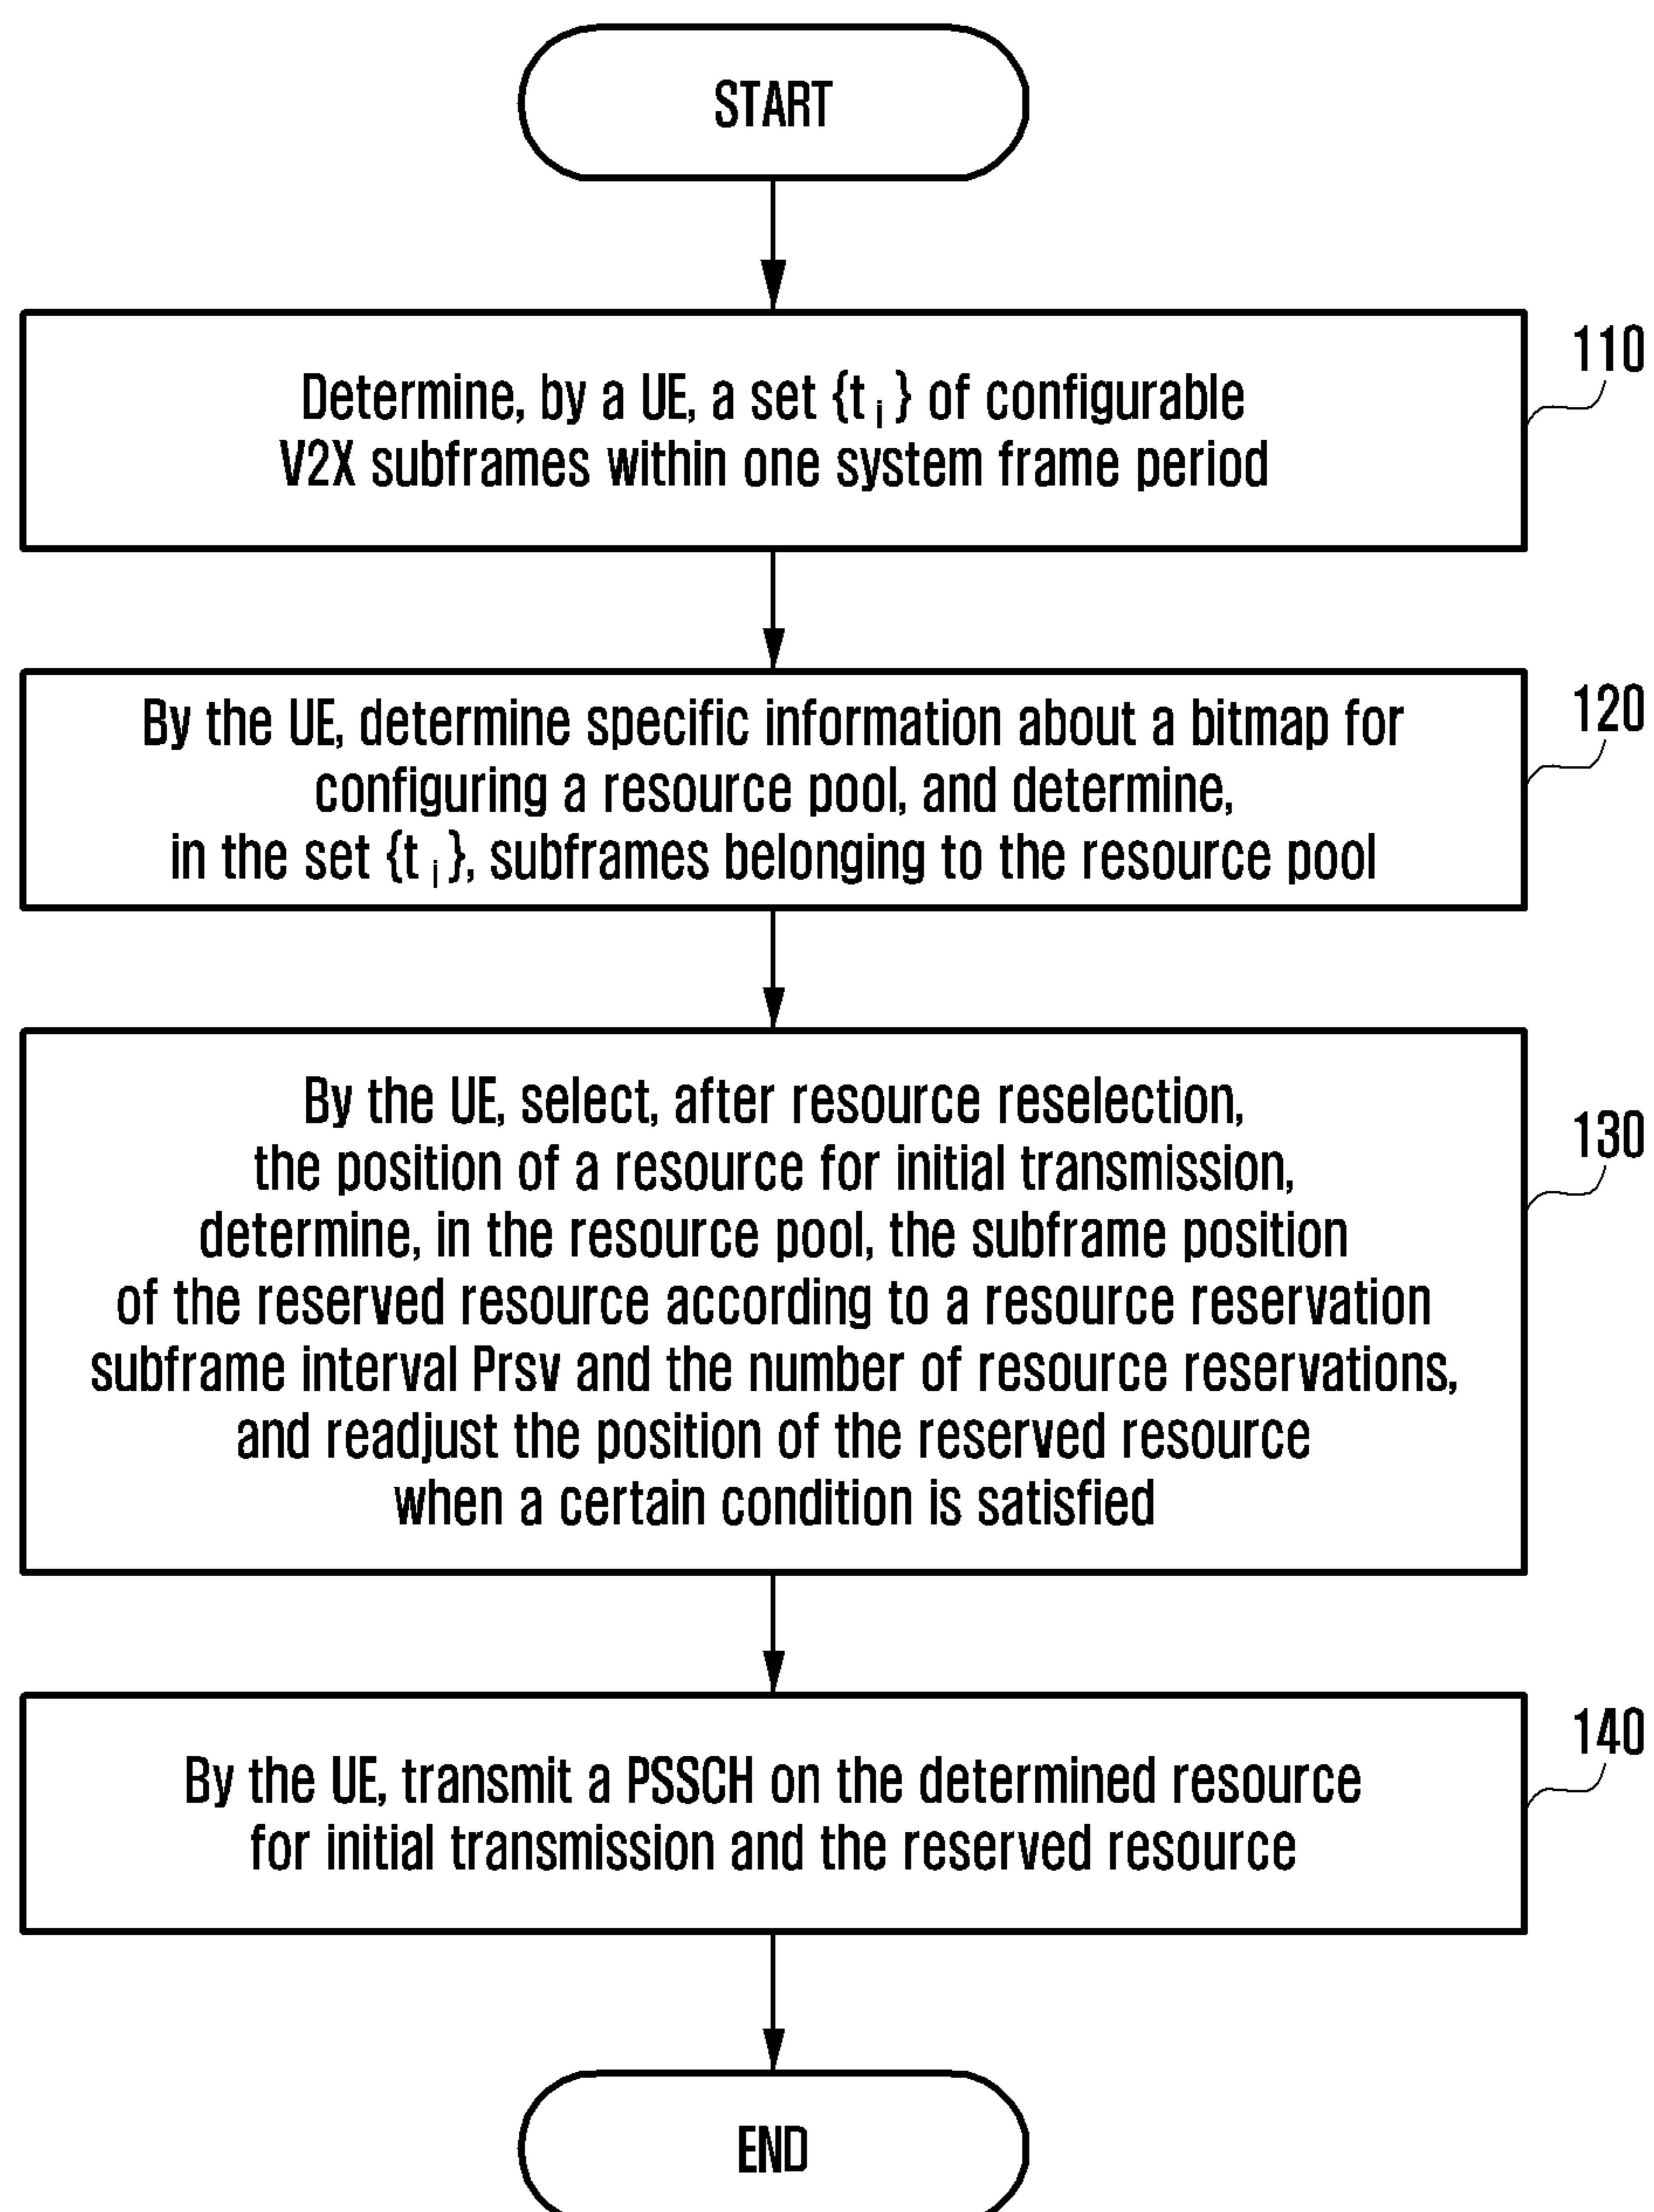 START
110
Determine, by a UE, a set {t i } of configurable
V2X subframes within one system frame period
120
By the UE, determine specific information about a bitmap for
configuring a resource pool, and determine,
in the set {t i }, subframes belonging to the resource pool
130
By the UE, select, after resource reselection,
the position of a resource for initial transmission,
determine, in the resource pool, the subframe position
of the reserved resource according to a resource reservation
subframe interval Prsv and the number of resource reservations,
and readjust the position of the reserved resource
when a certain condition is satisfied
140
By the UE, transmit a PSSCH on the determined resource
for initial transmission and the reserved resource
END